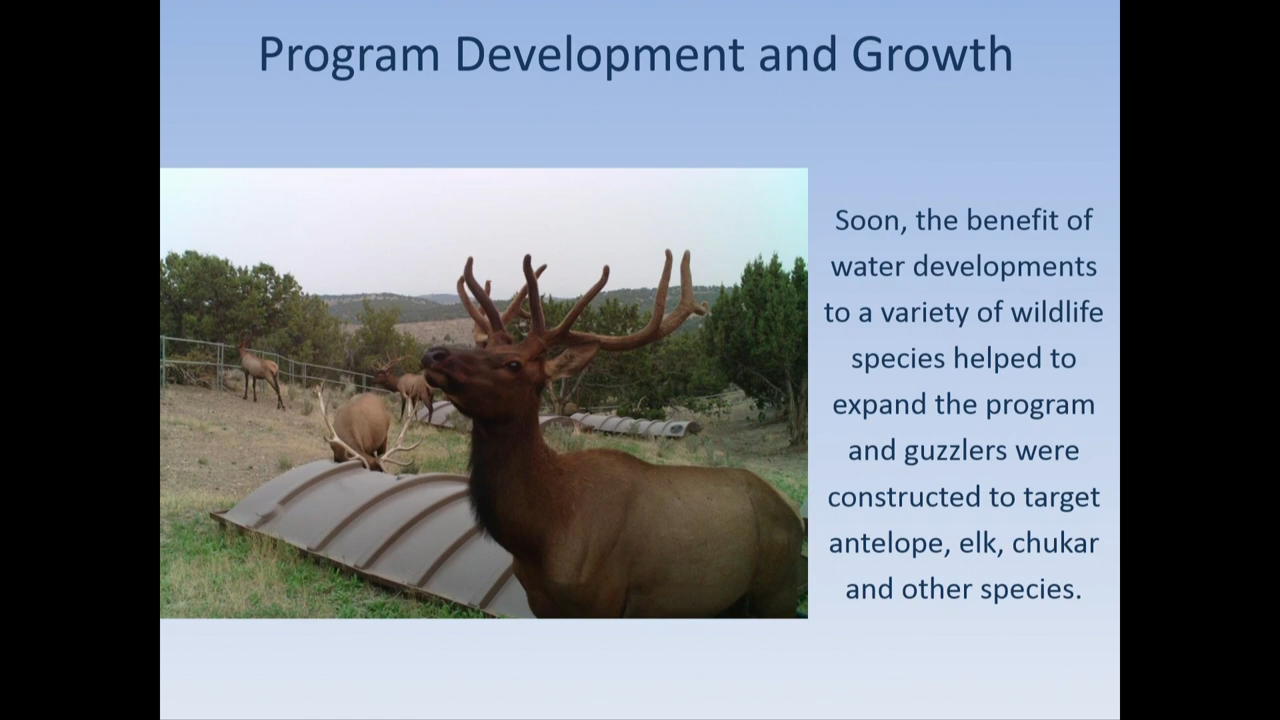 Program Development and Growth
Soon, the benefit of
water developments
to a variety of wildlife
species helped to
expand the program
and guzzlers were
constructed to target
antelope, elk, chukar
and other species.